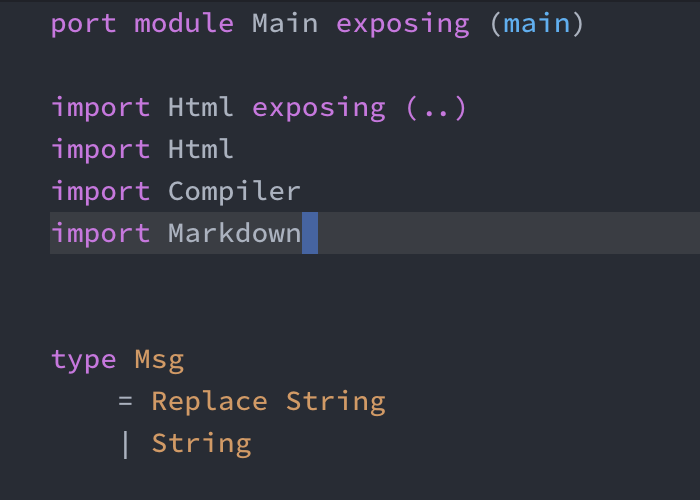 port module Main exposing (main)
import Html exposing (..)
import Html
import Compiler
import Markdown
type Msg
= Replace String
| String